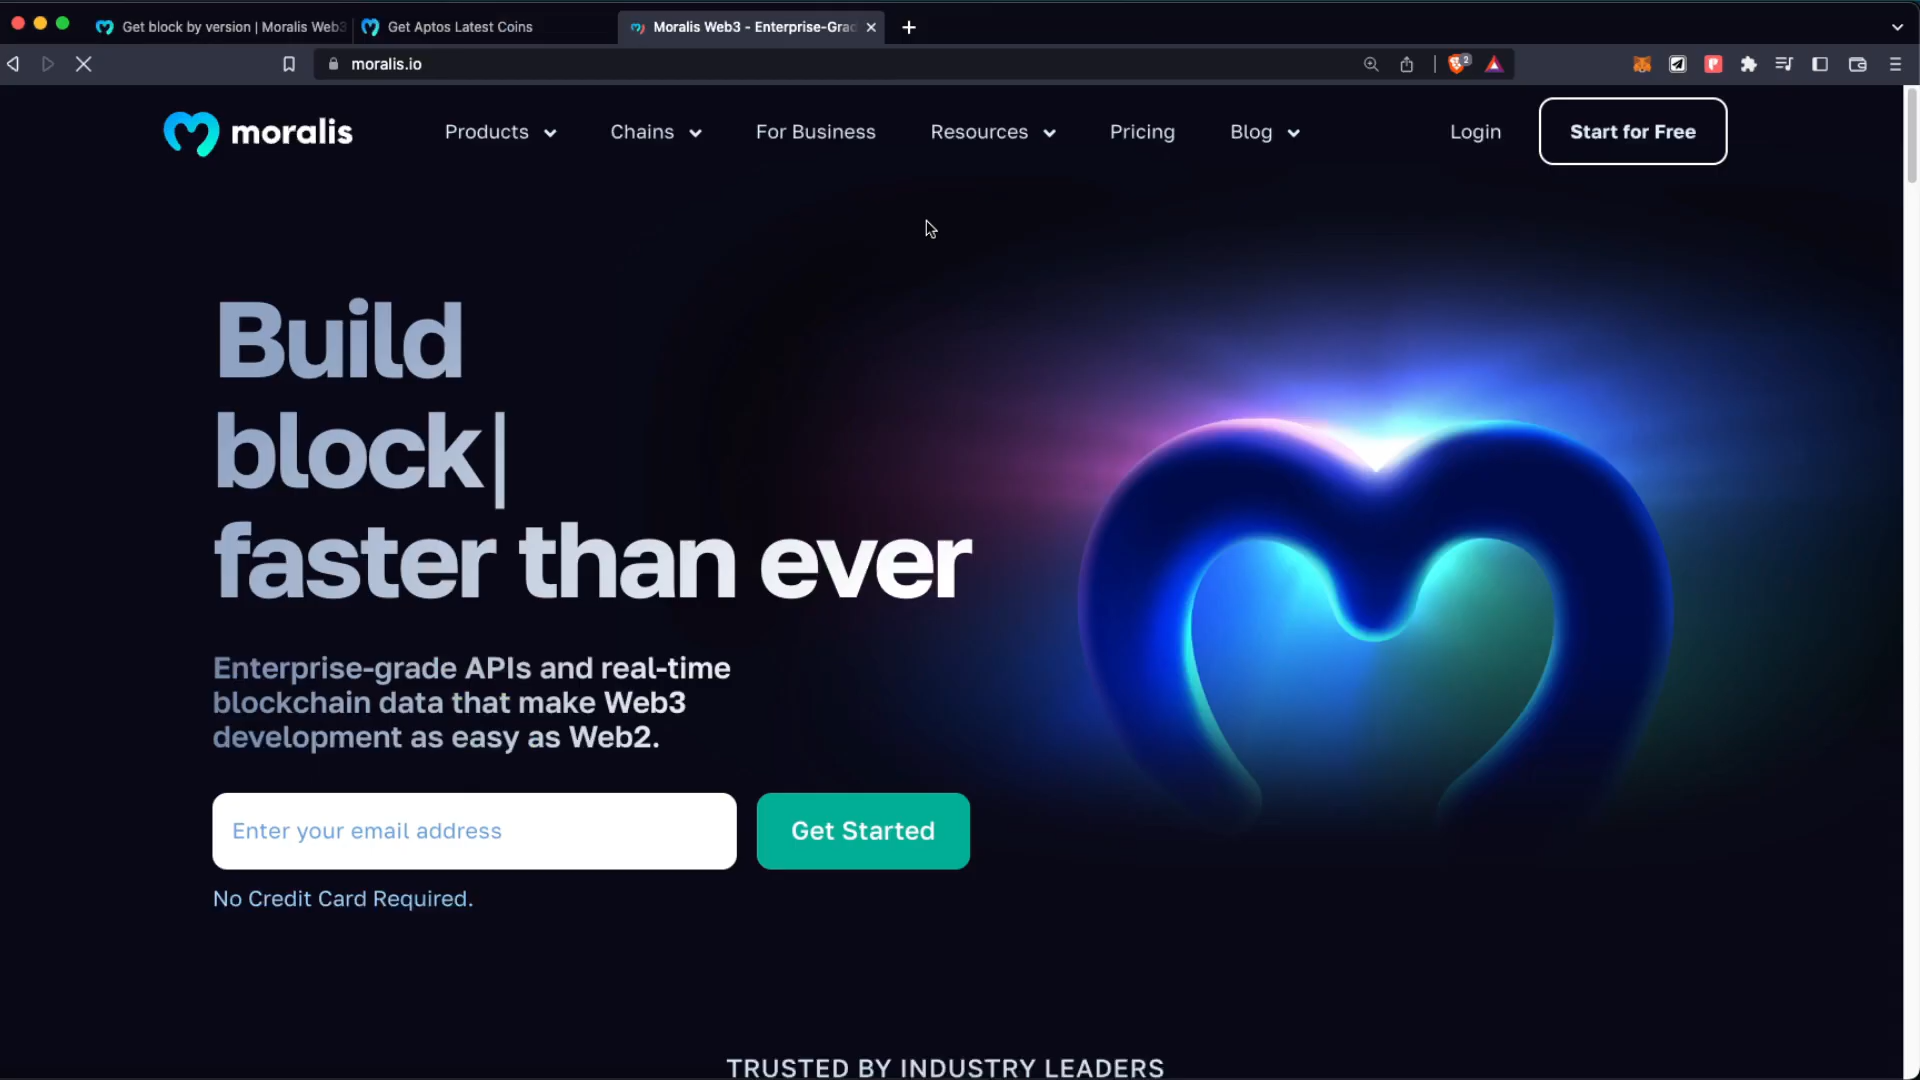 Get block by version | Moralis Web3
Get Aptos Latest Coins
Moralis Web3 - Enterprise-Grad
moralis.io
2
moralis
Products
Chains
For Business
Resources
Pricing
Blog
Login
Start for Free
Build
block|
faster than ever
Enterprise-grade APIs and real-time
blockchain data that make Web3
development as easy as Web2.
Enter your email address
Get Started
No Credit Card Required.
TRUSTED BY INDUSTRY LEADERS